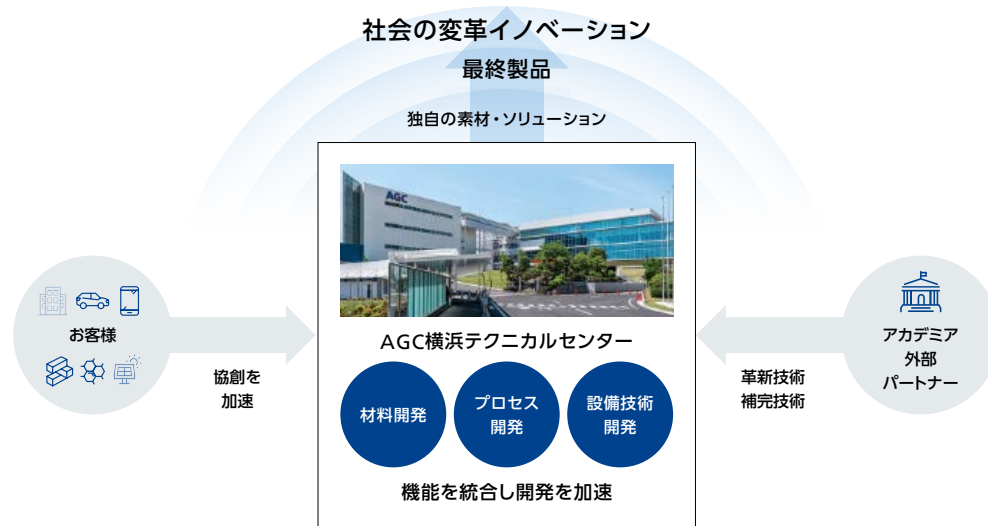 社会の変革イノベーション
最終製品
独自の素材・ソリューション
AGC
AGC横浜テクニカルセンター
お客様
協創を
加速
材料開発
プロセス
開発
設備技術
開発
機能を統合し開発を加速
革新技術
補完技術
アカデミア
外部
パートナー